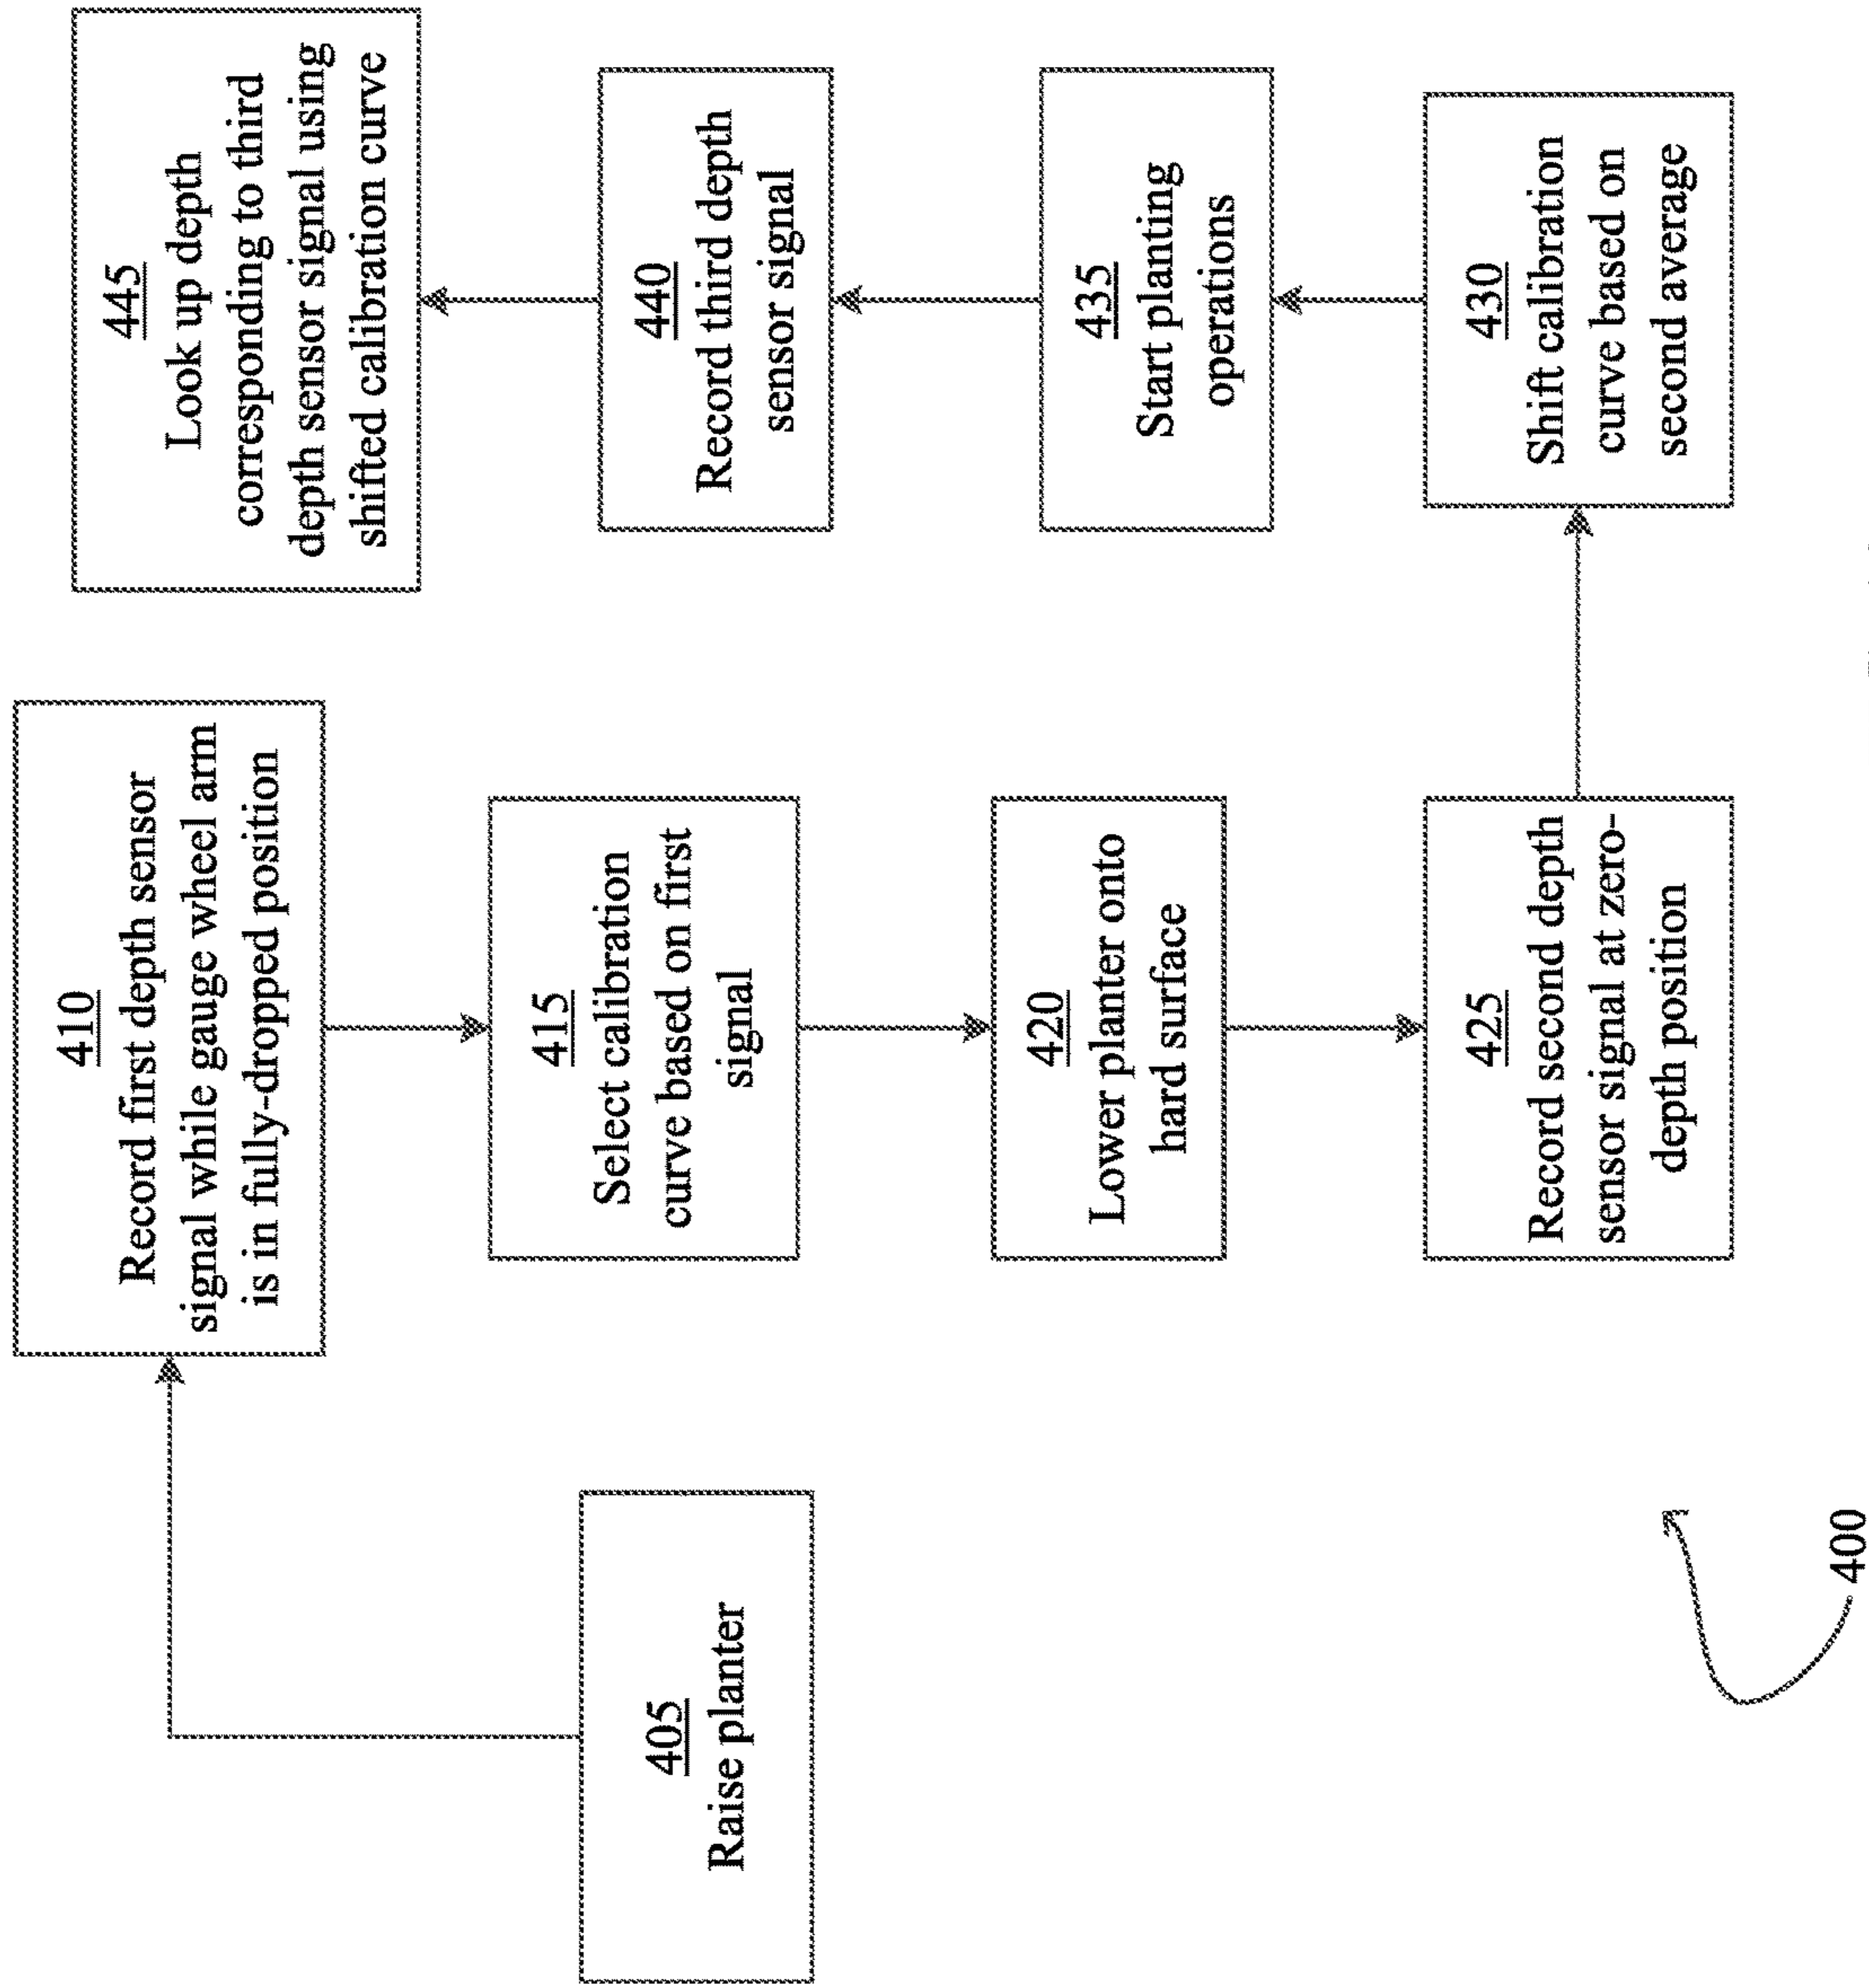 405
Raise planter
410
Record first depth sensor
signal while gauge wheel arm
is in fully-dropped position
415
Select calibration
curve based on first
signal
420
Lower planter onto
hard surface
425
Record second depth
sensor signal at zero-
depth position
430
Shift calibration
curve based on
second average
435
Start planting
operations
440
Record third depth
sensor signal
445
Look up depth
corresponding to third
depth sensor signal using
shifted calibration curve
400